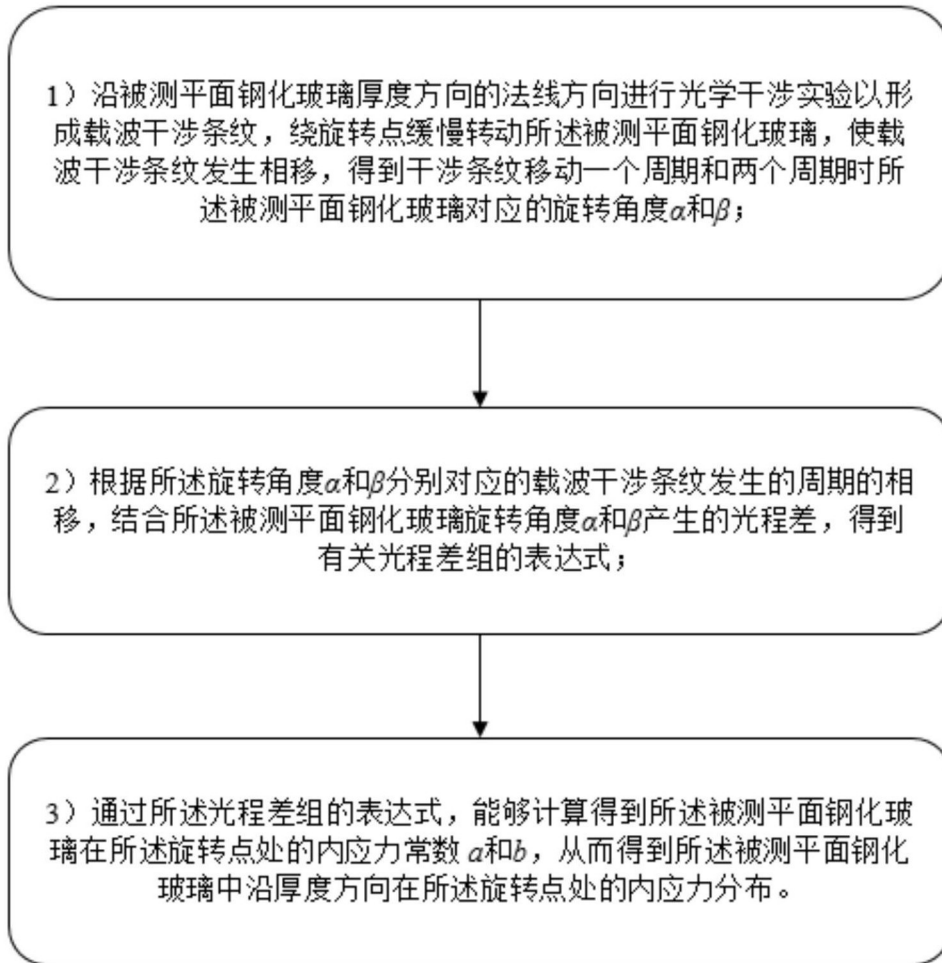 1）沿被测平面钢化玻璃厚度方向的法线方向进行光学干涉实验以形
成载波干涉条纹，绕旋转点缓慢转动所述被测平面钢化玻璃，使载
波干涉条纹发生相移，得到干涉条纹移动一个周期和两个周期时所
述被测平面钢化玻璃对应的旋转角度α和β；
2）根据所述旋转角度α和β分别对应的载波干涉条纹发生的周期的相
移，结合所述被测平面钢化玻璃旋转角度α和β产生的光程差，得到
有关光程差组的表达式；
3）通过所述光程差组的表达式，能够计算得到所述被测平面钢化玻
璃在所述旋转点处的内应力常数 a和b，从而得到所述被测平面钢化
玻璃中沿厚度方向在所述旋转点处的内应力分布。